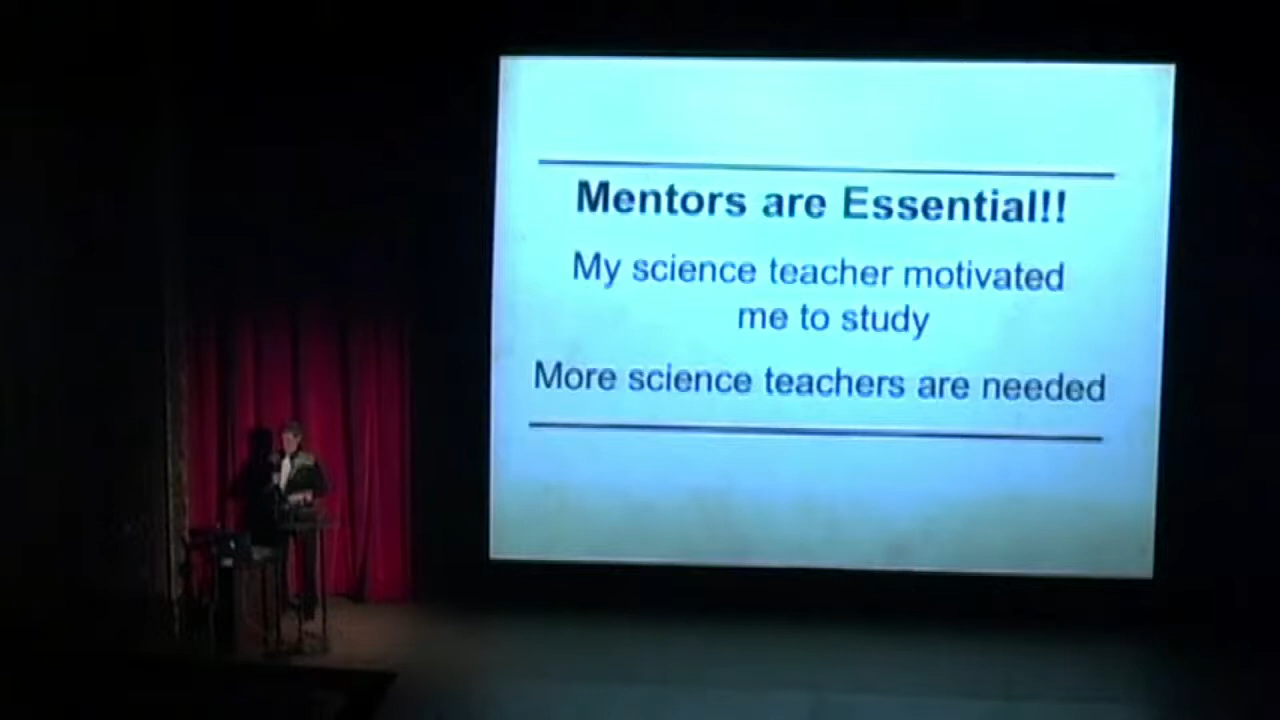 Mentors are Essential!!
My science teacher motivated
me to study
More science teachers are needed